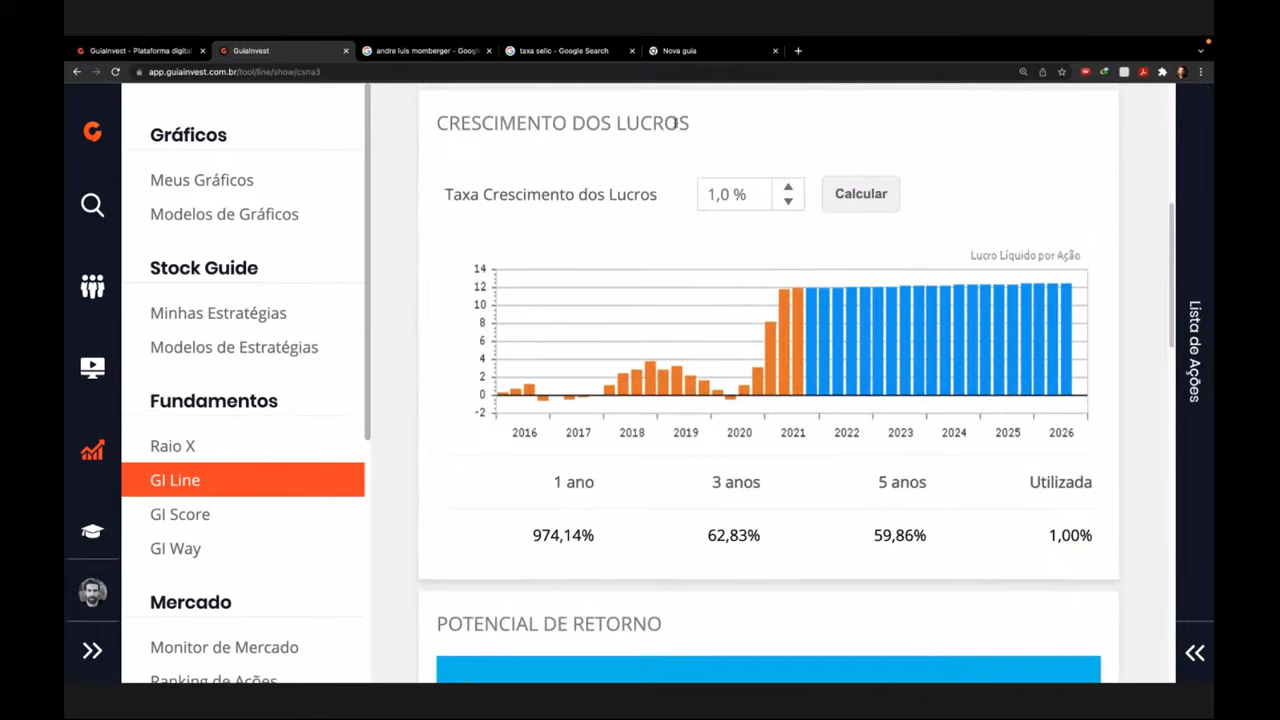 GuiaInvest - Plataforma digital
GuiaInvest
andre luis momberger - Goog
taxa selic - Google Search
Nova guia
app.guiainvest.com.br/tool/line/show/csna3
Gráficos
Meus Gráficos
Modelos de Gráficos
Stock Guide
Minhas Estratégias
Modelos de Estratégias
Fundamentos
Raio X
GI Line
GI Score
GI Way
Mercado
Monitor de Mercado
Ranking de Ações
CRESCIMENTO DOS LUCROS
Taxa Crescimento dos Lucros 1,0 % Calcular
Lucro Líquido por Ação
14
12
10
8
6
4
2
0
-2
2016 2017 2018 2019 2020 2021 2022 2023 2024 2025 2026
1 ano 3 anos 5 anos Utilizada
974,14% 62,83% 59,86% 1,00%
POTENCIAL DE RETORNO
Lista de Ações